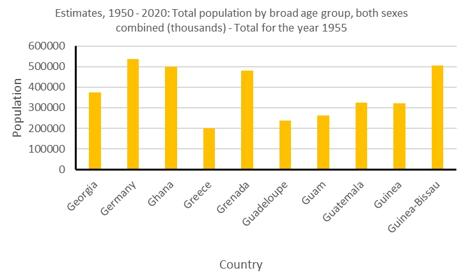 Estimates, 1950 - 2020: Total population by broad age group, both sexes
combined (thousands) - Total for the year 1955
600000
500000
400000
300000
200000
100000
0
Population
Georgia
Germany
Ghana
Greece
Grenada
Guadeloupe
Guam
Guatemala
Guinea
Guinea-Bissau
Country